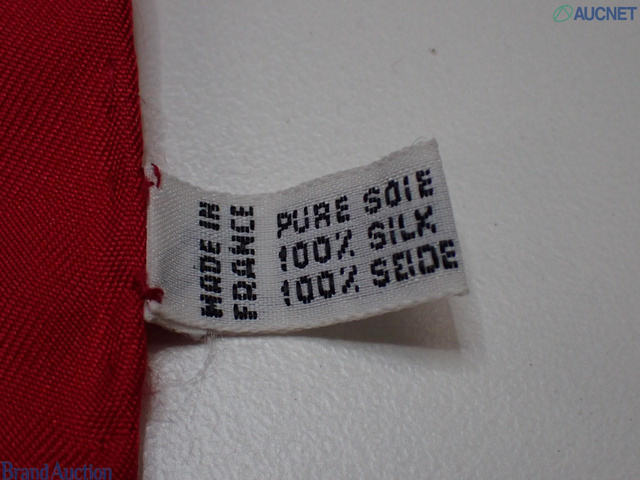 AUCNET
MADE IN
FRANCE
PURE SOIE
100% SILK
100% SEIDE
Brand Auction